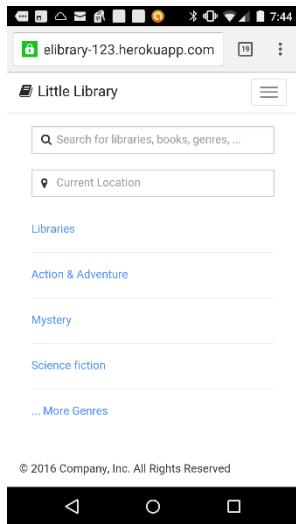 7:44
elibrary-123.herokuapp.com
19
Little Library
Search for libraries, books, genres, ...
Current Location
Libraries
Action & Adventure
Mystery
Science fiction
... More Genres
© 2016 Company, Inc. All Rights Reserved